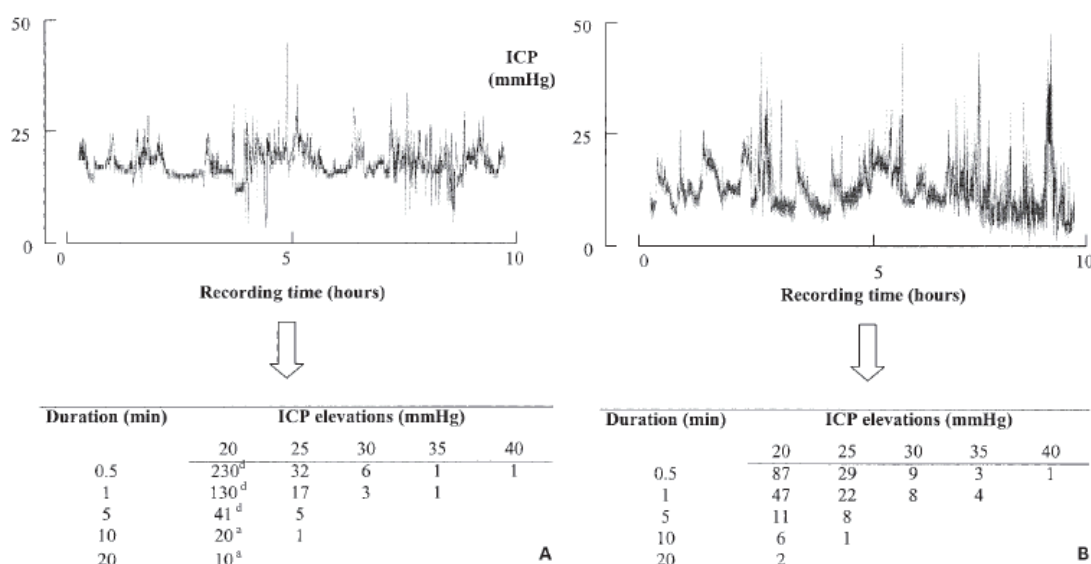 50
25
0
0 5 10
Recording time (hours)
ICP
(mmHg)
50
25
0
0 5 10
Recording time (hours)
Duration (min) ICP elevations (mmHg)
20 25 30 35 40
0.5 230ᵈ 32 6 1 1
1 130ᵈ 17 3 1
5 41ᵈ 5
10 20ᵃ 1
20 10ᵃ
A
Duration (min) ICP elevations (mmHg)
20 25 30 35 40
0.5 87 29 9 3 1
1 47 22 8 4
5 11 8
10 6 1
20 2
B